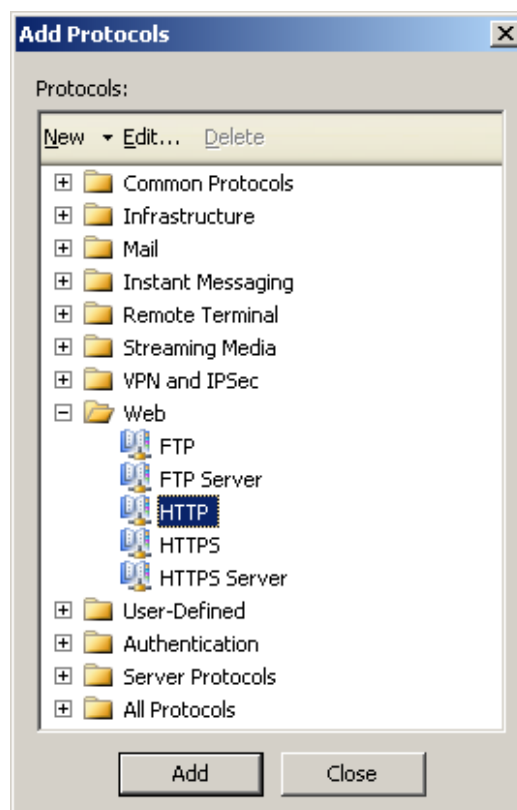 Add Protocols
Protocols:
New Edit... Delete
Common Protocols
Infrastructure
Mail
Instant Messaging
Remote Terminal
Streaming Media
VPN and IPSec
Web
FTP
FTP Server
HTTP
HTTPS
HTTPS Server
User-Defined
Authentication
Server Protocols
All Protocols
Add Close